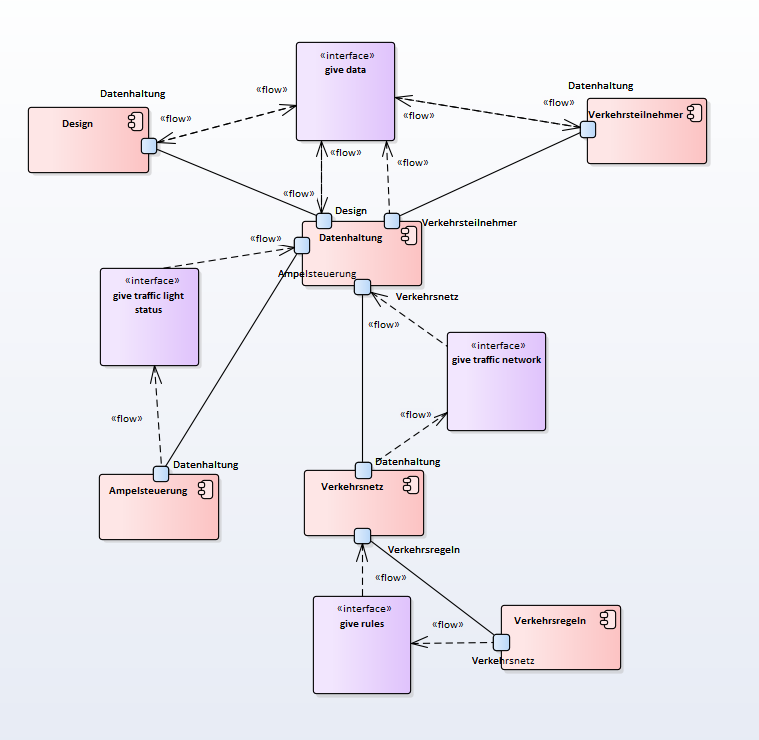 «interface»
give data
Datenhaltung
«flow»
«flow»
Design
Datenhaltung
«flow»
«flow»
Verkehrsteilnehmer
«flow»
«flow»
«flow»
Design
Verkehrsteilnehmer
«flow»
Datenhaltung
Ampelsteuerung
Verkehrsnetz
«interface»
give traffic light
status
«flow»
«interface»
give traffic network
«flow»
«flow»
Datenhaltung
Ampelsteuerung
Datenhaltung
Verkehrsnetz
Verkehrsregeln
«flow»
«interface»
give rules
«flow»
Verkehrsregeln
Verkehrsnetz